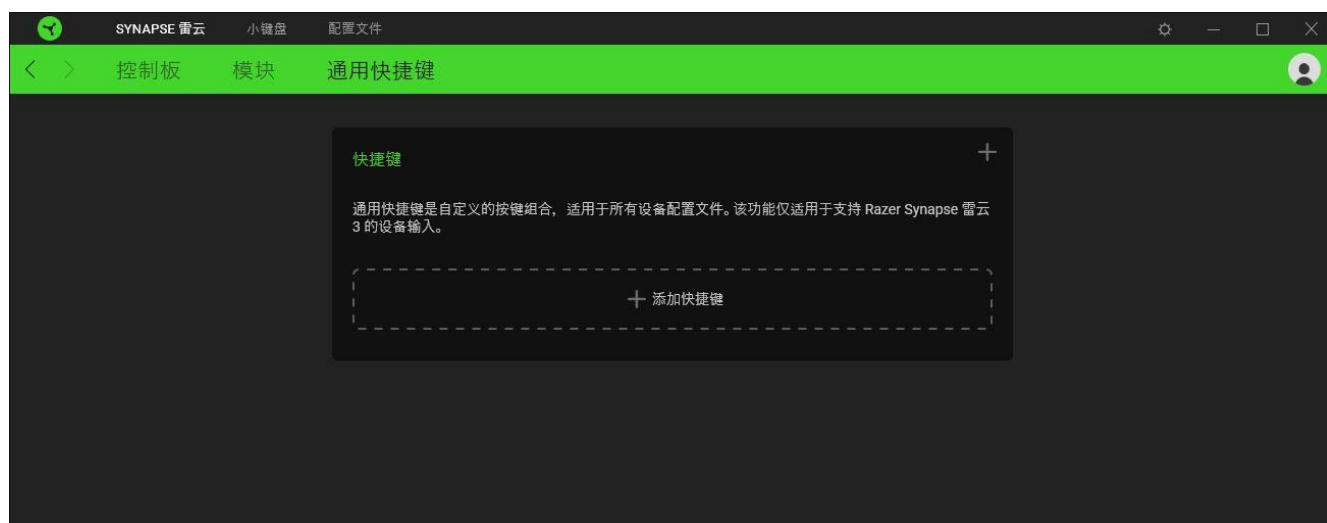 SYNAPSE 雷云 小键盘 配置文件
控制板 模块 通用快捷键
快捷键
通用快捷键是自定义的按键组合，适用于所有设备配置文件。该功能仅适用于支持 Razer Synapse 雷云
3 的设备输入。
添加快捷键